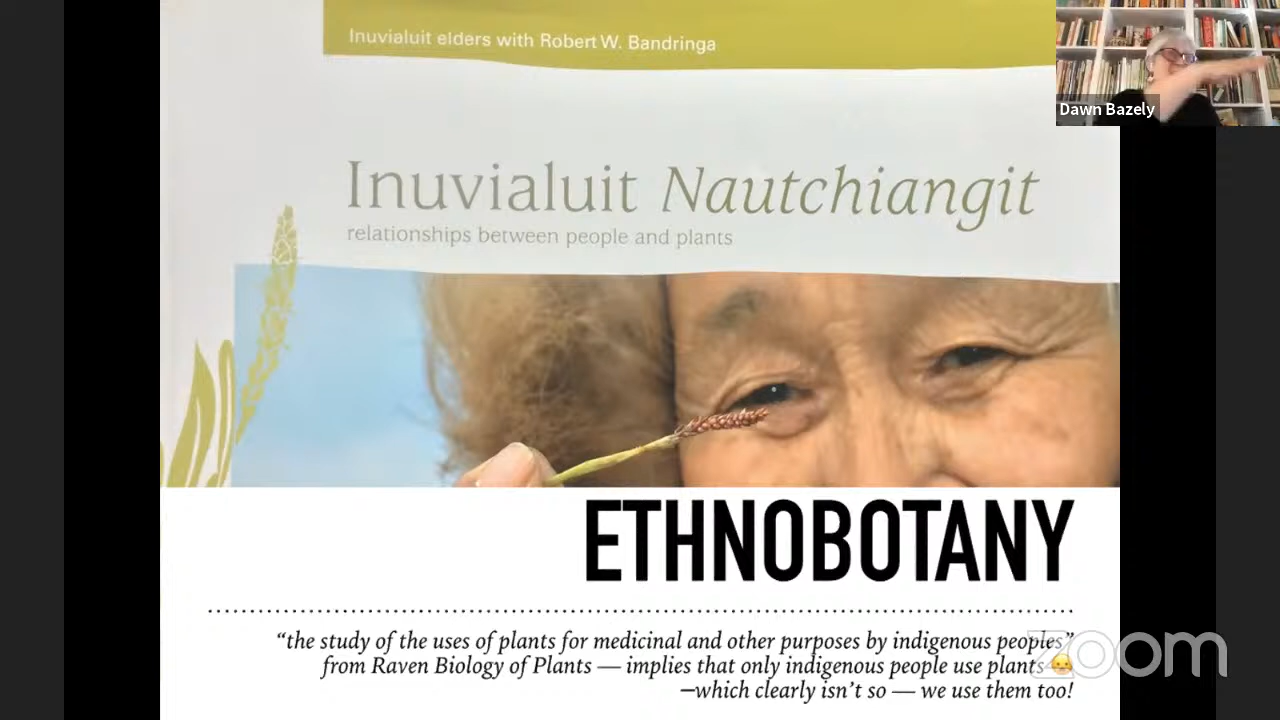 Inuvialuit elders with Robert W. Bandringa
Dawn Bazely
Inuvialuit Nautchiangit
relationships between people and plants
ETHNOBOTANY
“the study of the uses of plants for medicinal and other purposes by indigenous peoples”
from Raven Biology of Plants — implies that only indigenous people use plants
—which clearly isn’t so — we use them too!
zoom